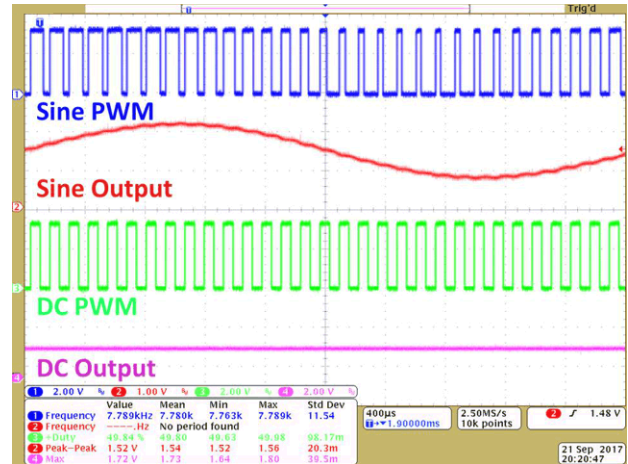 Trig'd
Sine PWM
Sine Output
DC PWM
DC Output
1 2.00 V 2 1.00 V 3 2.00 V 4 2.00 V
Value Mean Min Max Std Dev
1 Frequency 7.789kHz 7.780k 7.763k 7.789k 11.54
2 Frequency ----.Hz No period found
3 +Duty 49.84 % 49.80 49.63 49.98 98.17m
2 Peak-Peak 1.52 V 1.54 1.52 1.56 20.3m
4 Max 1.72 V 1.73 1.64 1.80 39.5m
400µs
1.90000ms
2.50MS/s
10k points
2 1.48 V
21 Sep 2017
20:20:47